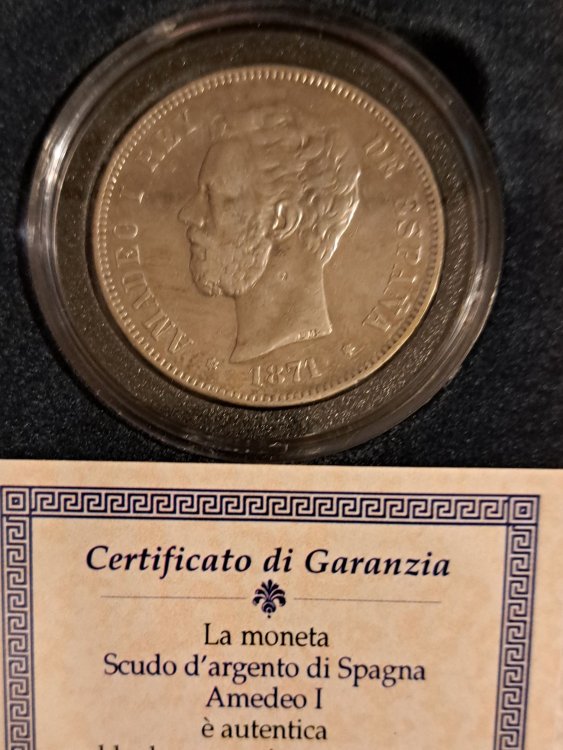 AMADEO I REY DE ESPAÑA
1871
Certificato di Garanzia
La moneta
Scudo d'argento di Spagna
Amedeo I
è autentica